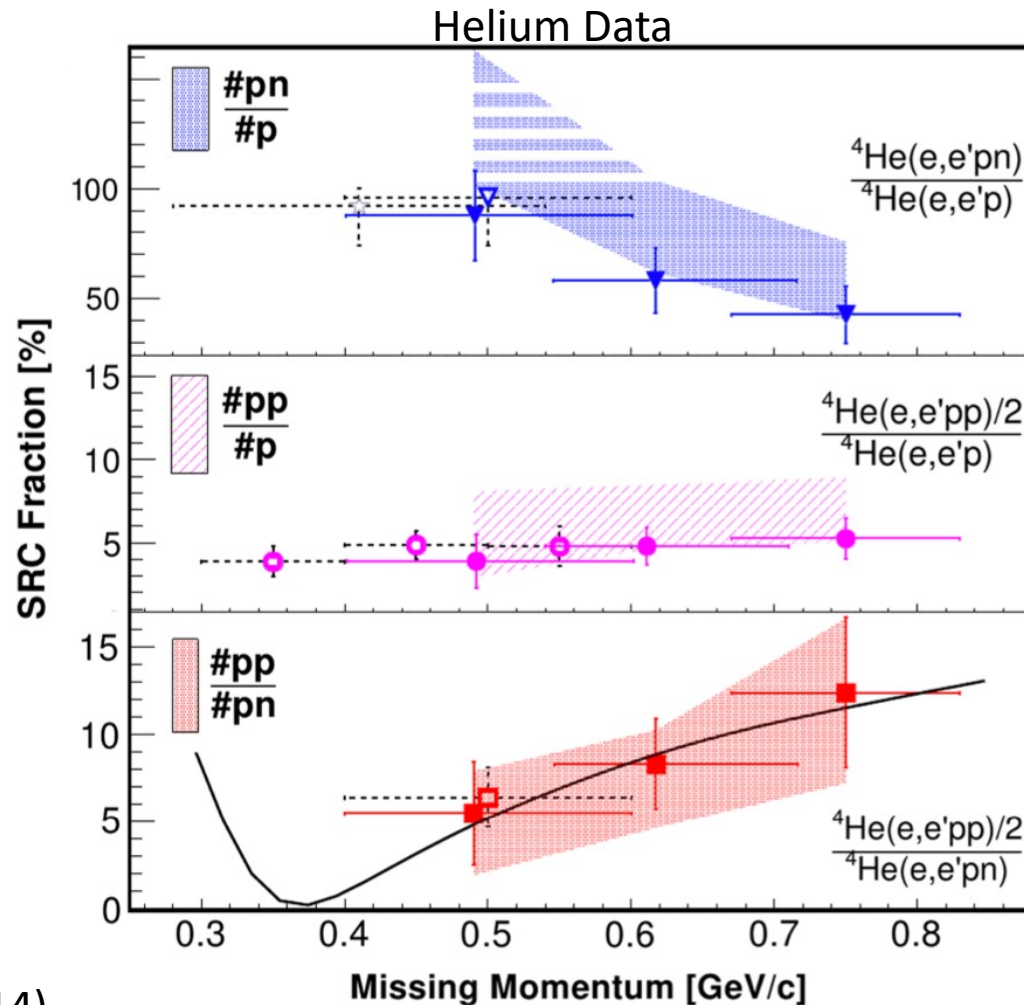 Helium Data
#pn
#p
⁴He(e,e'pn)
⁴He(e,e'p)
100
50
#pp
#p
⁴He(e,e'pp)/2
⁴He(e,e'p)
15
10
5
SRC Fraction [%]
#pp
#pn
⁴He(e,e'pp)/2
⁴He(e,e'pn)
15
10
5
0
0.3 0.4 0.5 0.6 0.7 0.8
Missing Momentum [GeV/c]